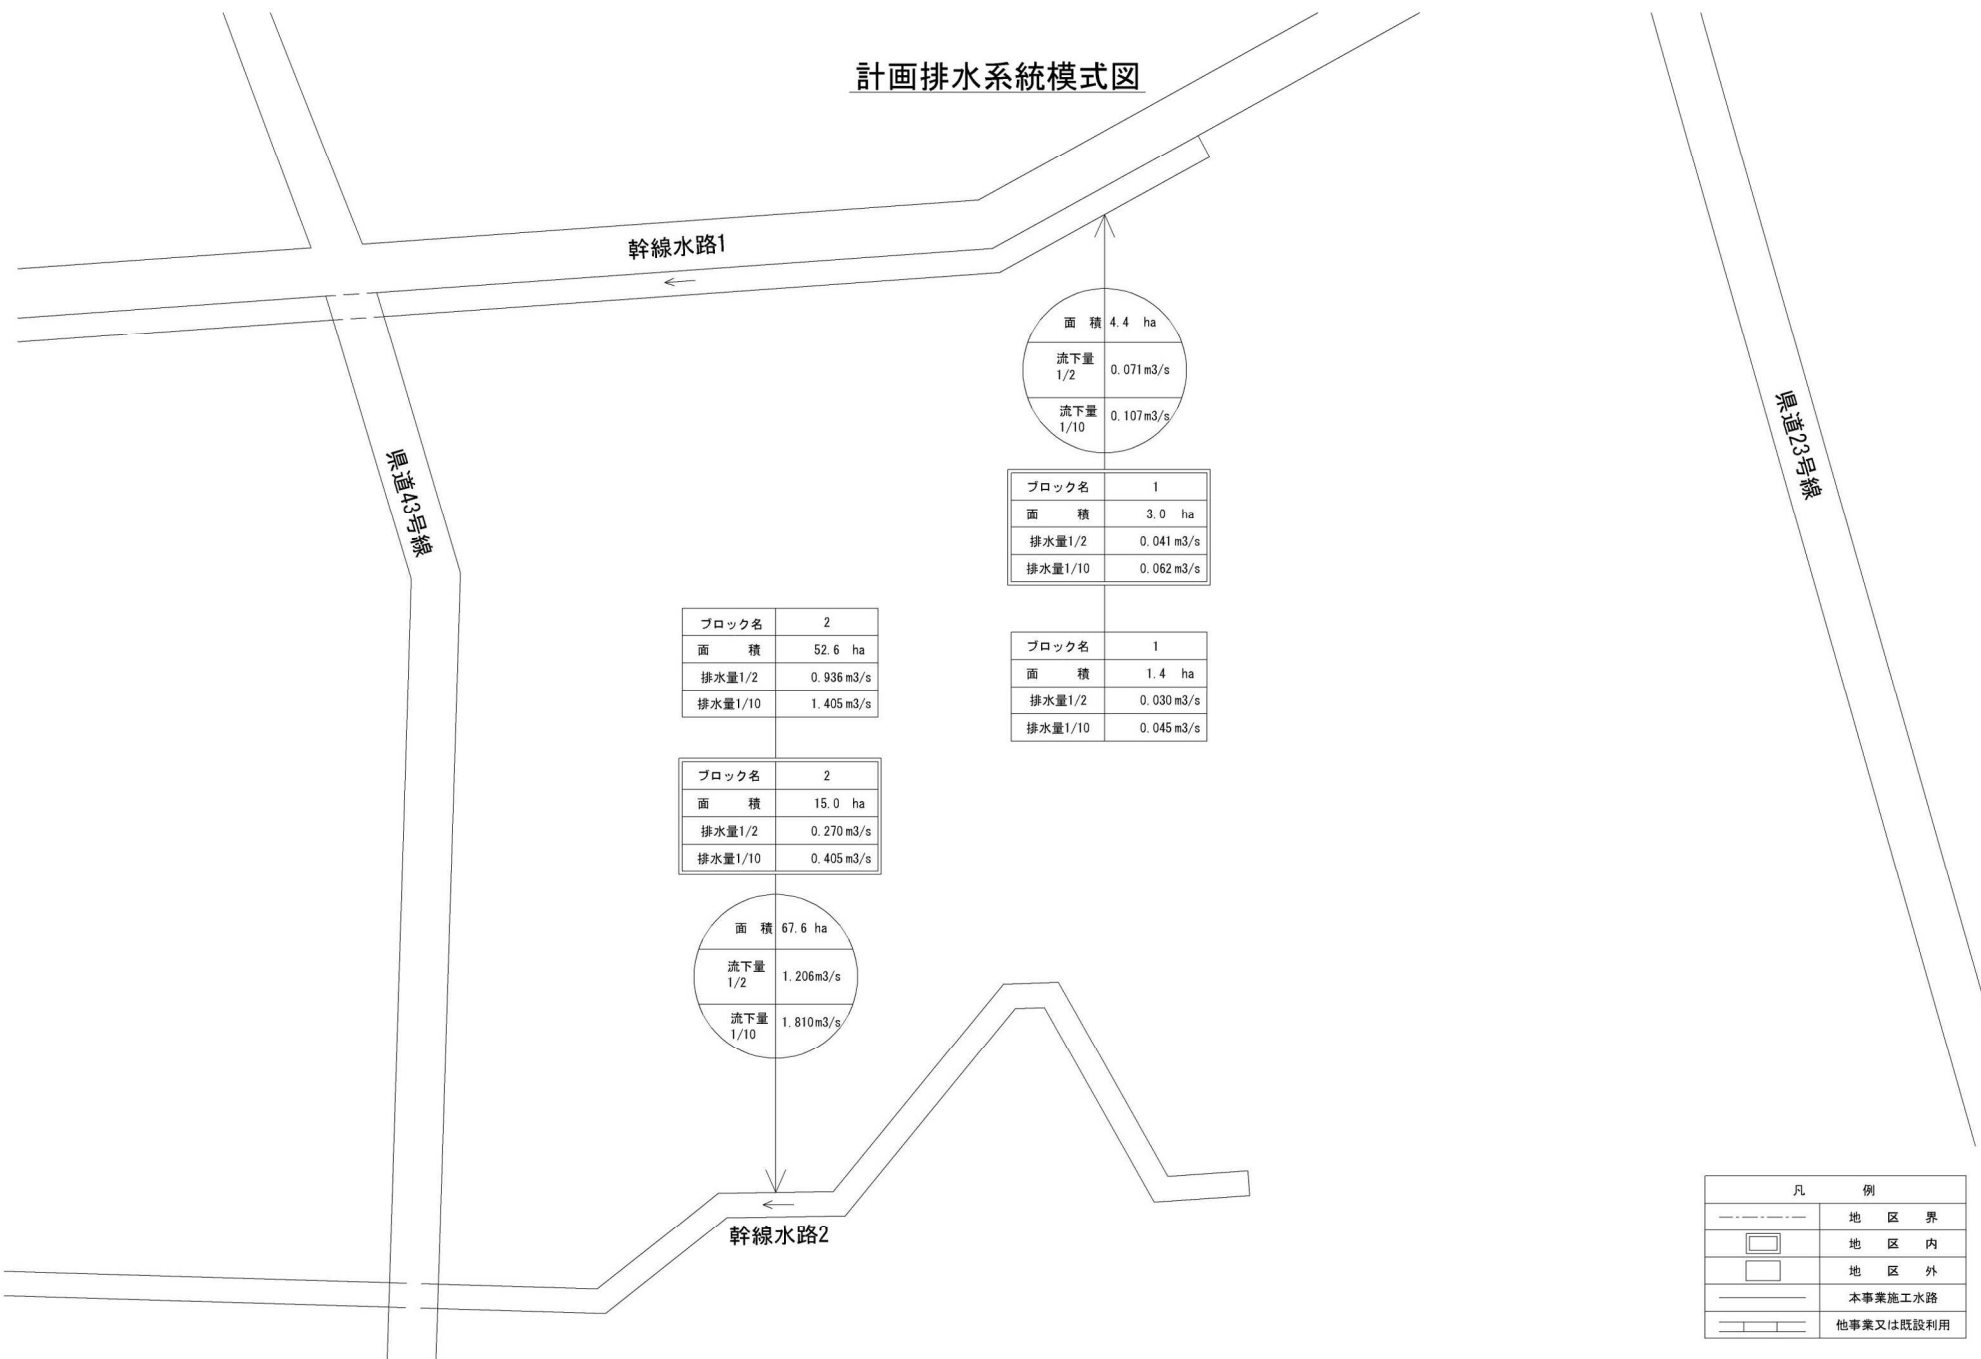 計画排水系統模式図
幹線水路1
面 積 4.4 ha
流下量
1/2 0.071m3/s
流下量
1/10 0.107m3/s
県道43号線
県道23号線
ブロック名 1
面 積 3.0 ha
排水量1/2 0.041m3/s
排水量1/10 0.062m3/s
ブロック名 1
面 積 1.4 ha
排水量1/2 0.030m3/s
排水量1/10 0.045m3/s
ブロック名 2
面 積 52.6 ha
排水量1/2 0.936m3/s
排水量1/10 1.405m3/s
ブロック名 2
面 積 15.0 ha
排水量1/2 0.270m3/s
排水量1/10 0.405m3/s
面 積 67.6 ha
流下量
1/2 1.206m3/s
流下量
1/10 1.810m3/s
幹線水路2
凡 例
地 区 界
地 区 内
地 区 外
本事業施工水路
他事業又は既設利用